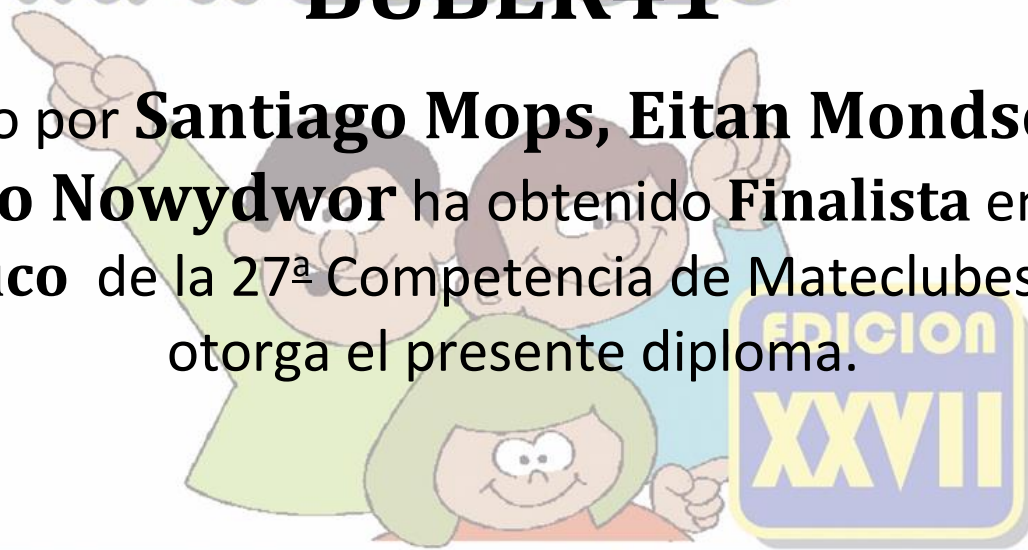 o por Santiago Mops, Eitan Monds
o Nowydwor ha obtenido Finalista en
ico de la 27ª Competencia de Mateclubes
otorga el presente diploma.
EDICION
XXVII